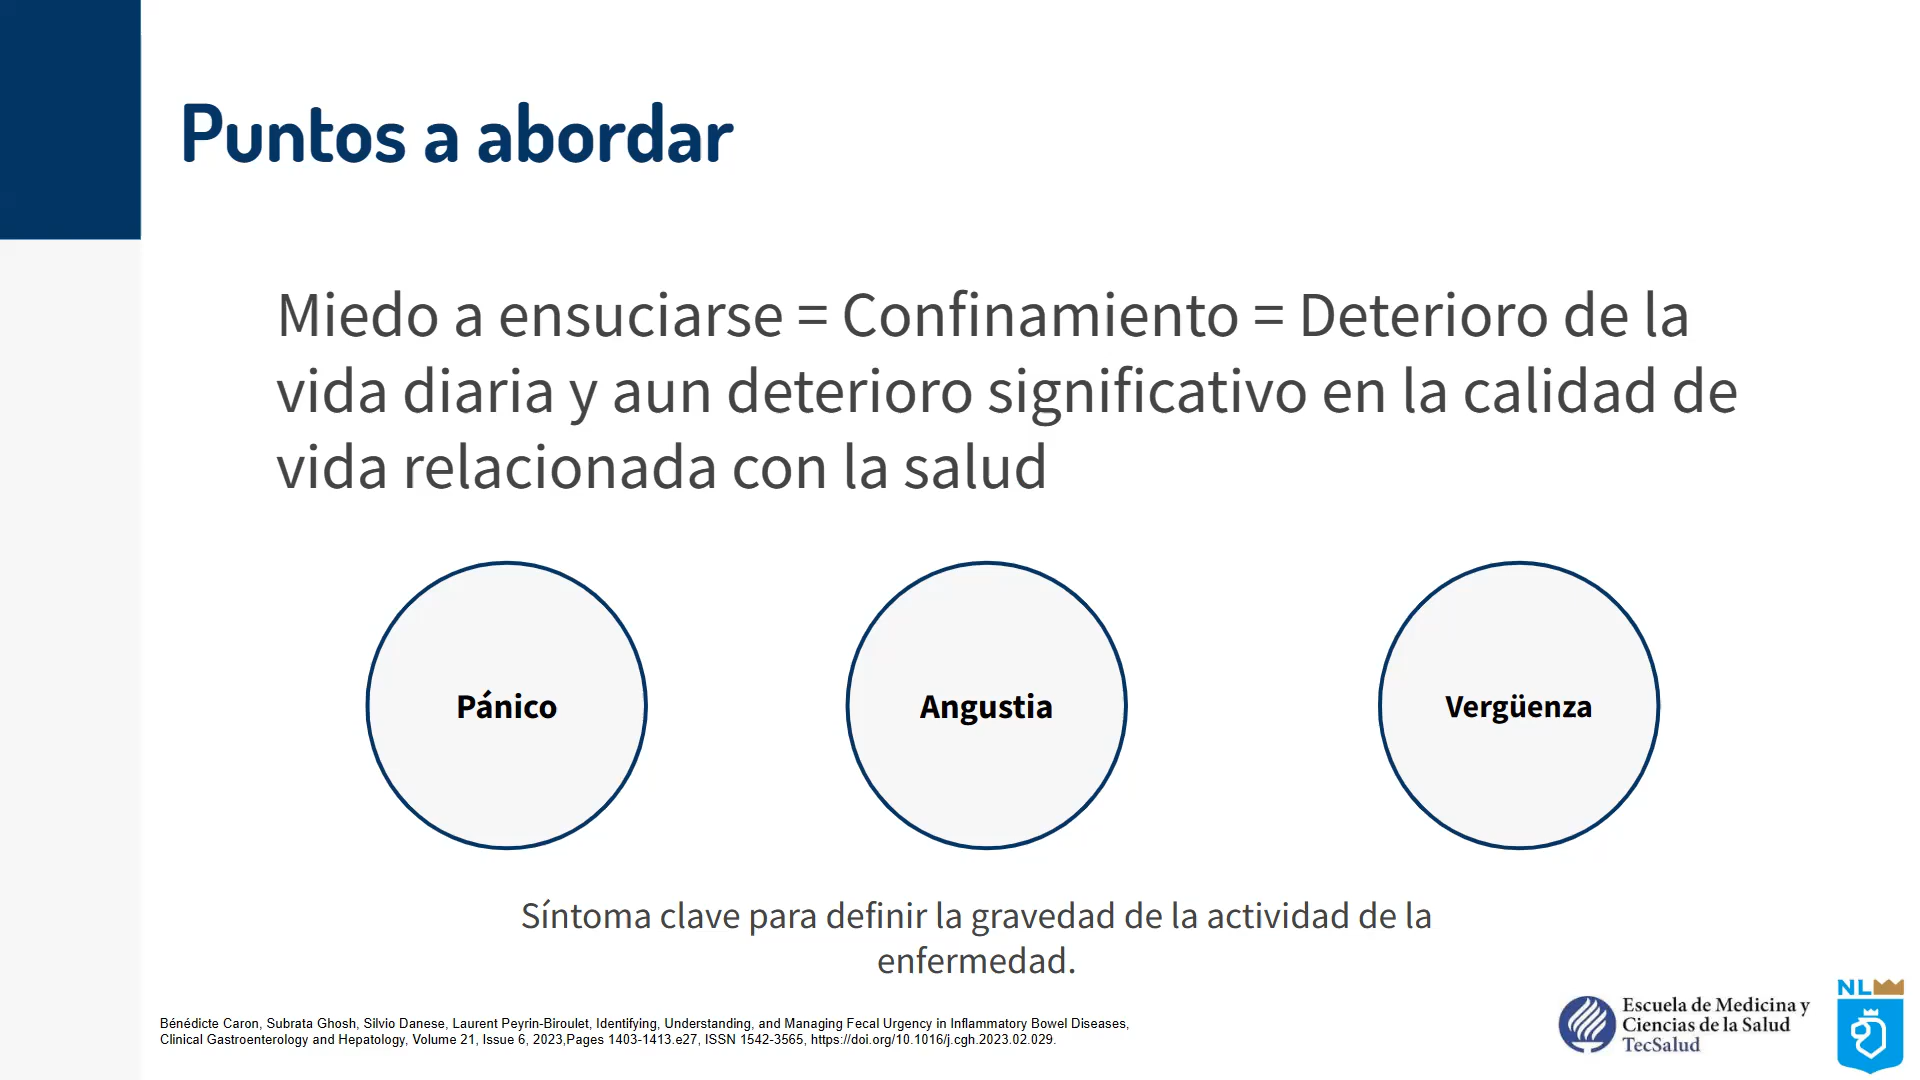 Puntos a abordar
Miedo a ensuciarse = Confinamiento = Deterioro de la
vida diaria y aun deterioro significativo en la calidad de
vida relacionada con la salud
Pánico
Angustia
Vergüenza
Síntoma clave para definir la gravedad de la actividad de la
enfermedad.
Bénédicte Caron, Subrata Ghosh, Silvio Danese, Laurent Peyrin-Biroulet, Identifying, Understanding, and Managing Fecal Urgency in Inflammatory Bowel Diseases,
Clinical Gastroenterology and Hepatology, Volume 21, Issue 6, 2023,Pages 1403-1413.e27, ISSN 1542-3565, https://doi.org/10.1016/j.cgh.2023.02.029.
Escuela de Medicina y
Ciencias de la Salud
TecSalud
NL